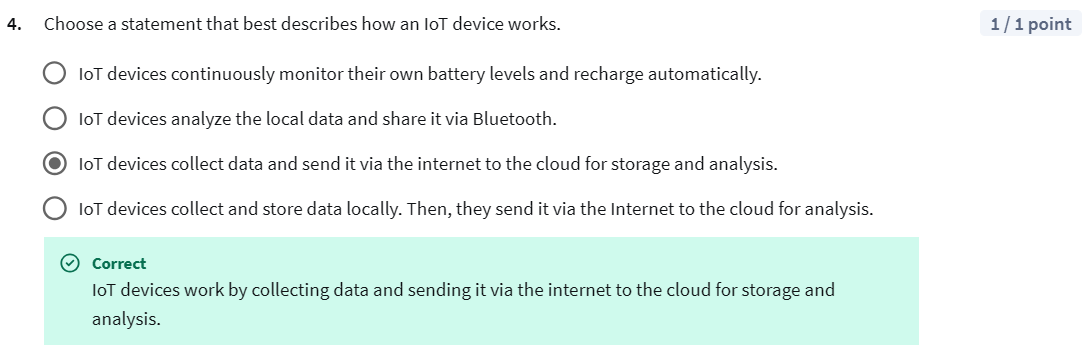 4. Choose a statement that best describes how an IoT device works. 1 / 1 point
IoT devices continuously monitor their own battery levels and recharge automatically.
IoT devices analyze the local data and share it via Bluetooth.
IoT devices collect data and send it via the internet to the cloud for storage and analysis.
IoT devices collect and store data locally. Then, they send it via the Internet to the cloud for analysis.
Correct
IoT devices work by collecting data and sending it via the internet to the cloud for storage and
analysis.